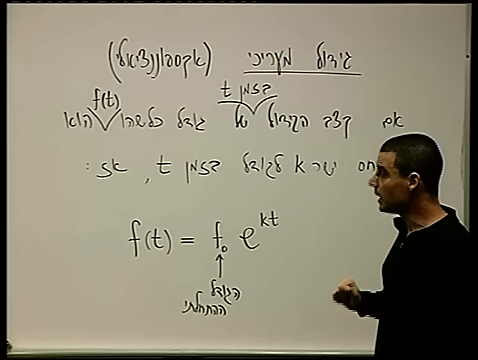 גידול מעריכי (אקספוננציאלי)
בזמן t
f(t)
אם קצב הגידול של גודל כלשהו הוא
יחס ישר k לגודל בזמן t, אז:
f(t) = f₀ e^kt
↑
הגודל
ההתחלתי